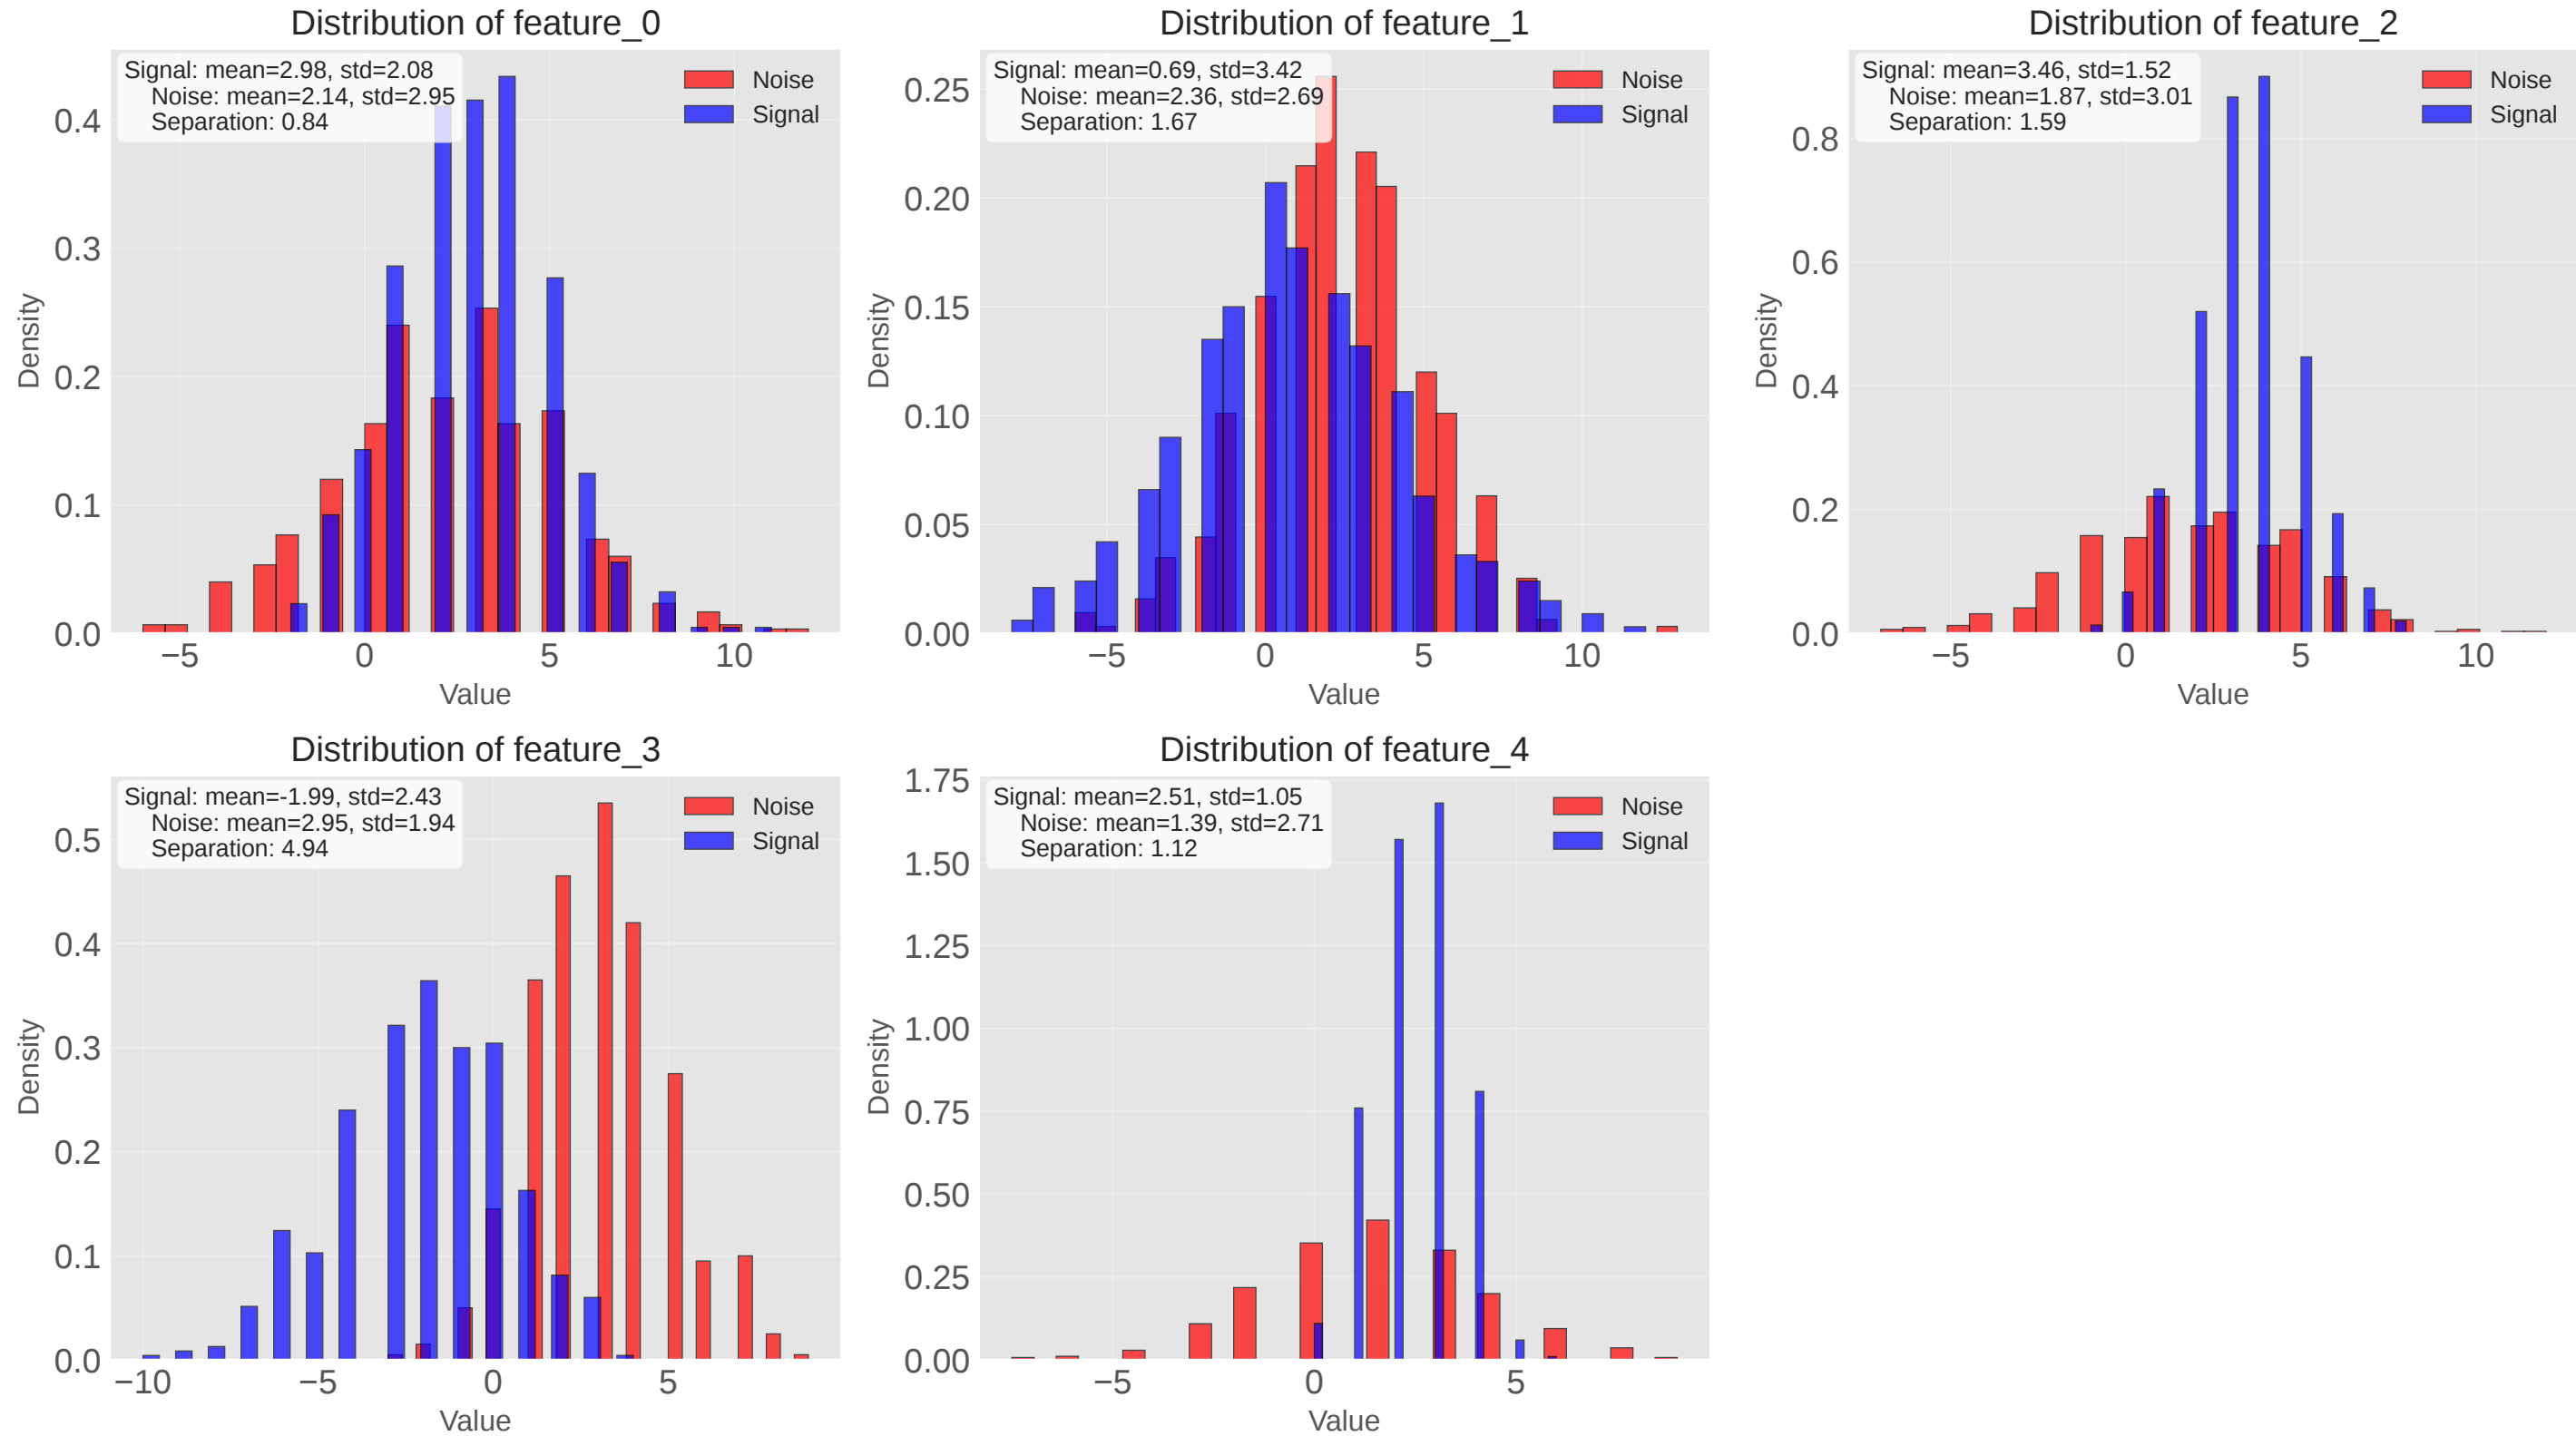 Distribution of feature_0
Signal: mean=2.98, std=2.08
Noise: mean=2.14, std=2.95
Separation: 0.84
Noise
Signal
Density
0.4
0.3
0.2
0.1
0.0
−5
0
5
10
Value
Distribution of feature_1
Signal: mean=0.69, std=3.42
Noise: mean=2.36, std=2.69
Separation: 1.67
Noise
Signal
Density
0.25
0.20
0.15
0.10
0.05
0.00
−5
0
5
10
Value
Distribution of feature_2
Signal: mean=3.46, std=1.52
Noise: mean=1.87, std=3.01
Separation: 1.59
Noise
Signal
Density
0.8
0.6
0.4
0.2
0.0
−5
0
5
10
Value
Distribution of feature_3
Signal: mean=-1.99, std=2.43
Noise: mean=2.95, std=1.94
Separation: 4.94
Noise
Signal
Density
0.5
0.4
0.3
0.2
0.1
0.0
−10
−5
0
5
Value
Distribution of feature_4
Signal: mean=2.51, std=1.05
Noise: mean=1.39, std=2.71
Separation: 1.12
Noise
Signal
Density
1.75
1.50
1.25
1.00
0.75
0.50
0.25
0.00
−5
0
5
Value